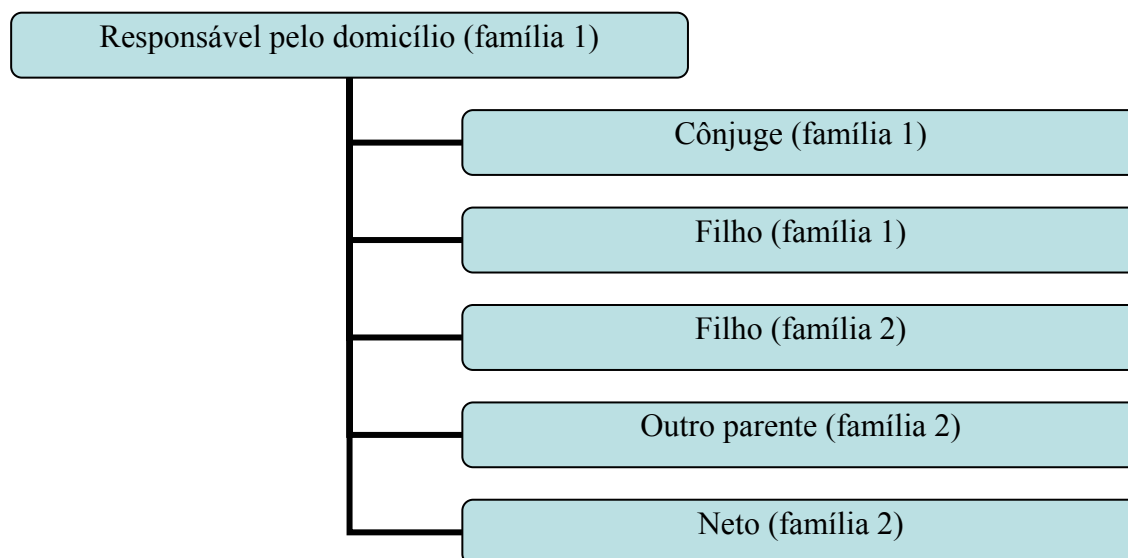 Responsável pelo domicílio (família 1)
Cônjuge (família 1)
Filho (família 1)
Filho (família 2)
Outro parente (família 2)
Neto (família 2)